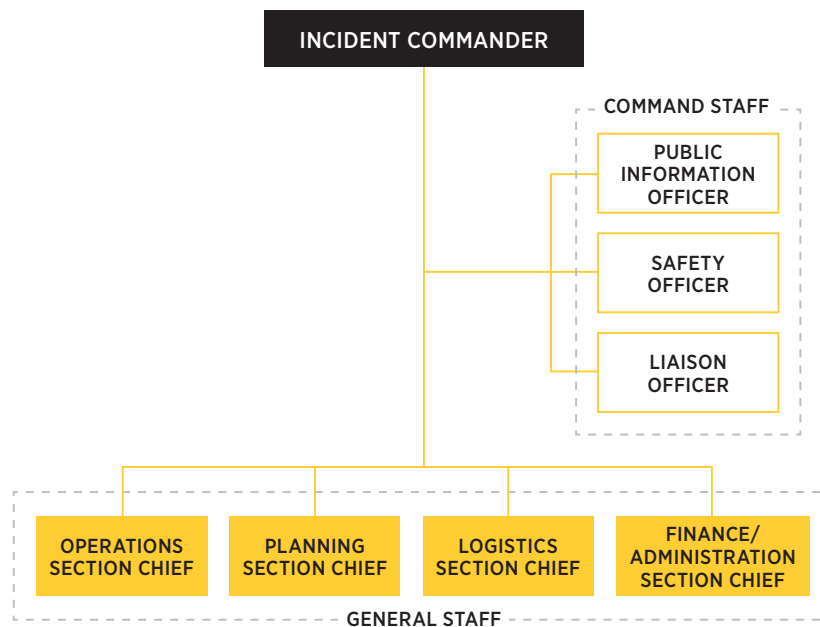 INCIDENT COMMANDER
COMMAND STAFF
PUBLIC
INFORMATION
OFFICER
SAFETY
OFFICER
LIAISON
OFFICER
OPERATIONS
SECTION CHIEF
PLANNING
SECTION CHIEF
LOGISTICS
SECTION CHIEF
FINANCE/
ADMINISTRATION
SECTION CHIEF
GENERAL STAFF